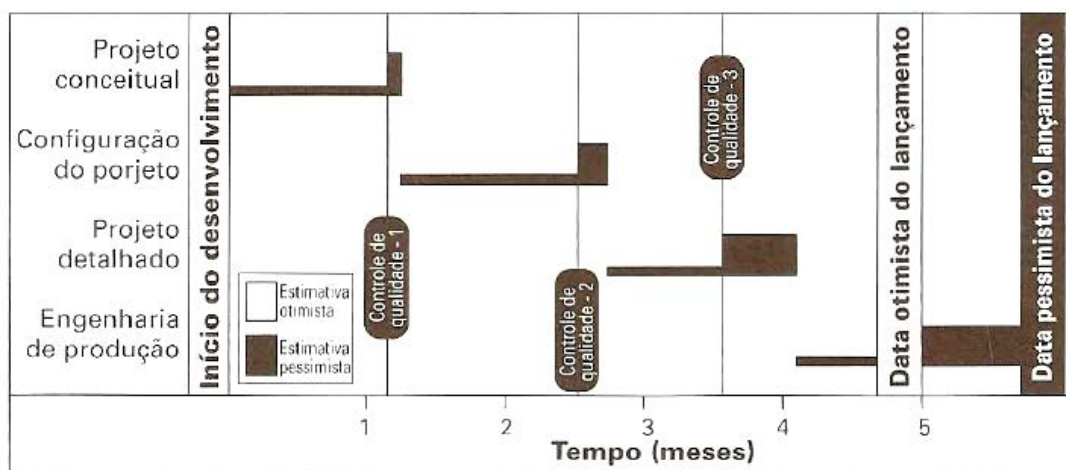 Projeto
conceitual
Configuração
do porjeto
Projeto
detalhado
Engenharia
de produção
Início do desenvolvimento
Estimativa
otimista
Estimativa
pessimista
Controle de
qualidade - 1
Controle de
qualidade - 2
Controle de
qualidade - 3
Data otimista do lançamento
Data pessimista do lançamento
1
2
3
4
5
Tempo (meses)